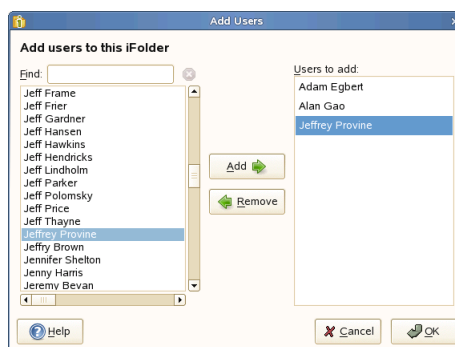 Add Users
Add users to this iFolder
Find:
Jeff Frame
Jeff Frier
Jeff Gardner
Jeff Hansen
Jeff Hawkins
Jeff Hendricks
Jeff Lindholm
Jeff Parker
Jeff Polomsky
Jeff Price
Jeff Thayne
Jeffrey Provine
Jeffry Brown
Jennifer Shelton
Jenny Harris
Jeremy Bevan
Add
Remove
Users to add:
Adam Egbert
Alan Gao
Jeffrey Provine
Help
Cancel
OK